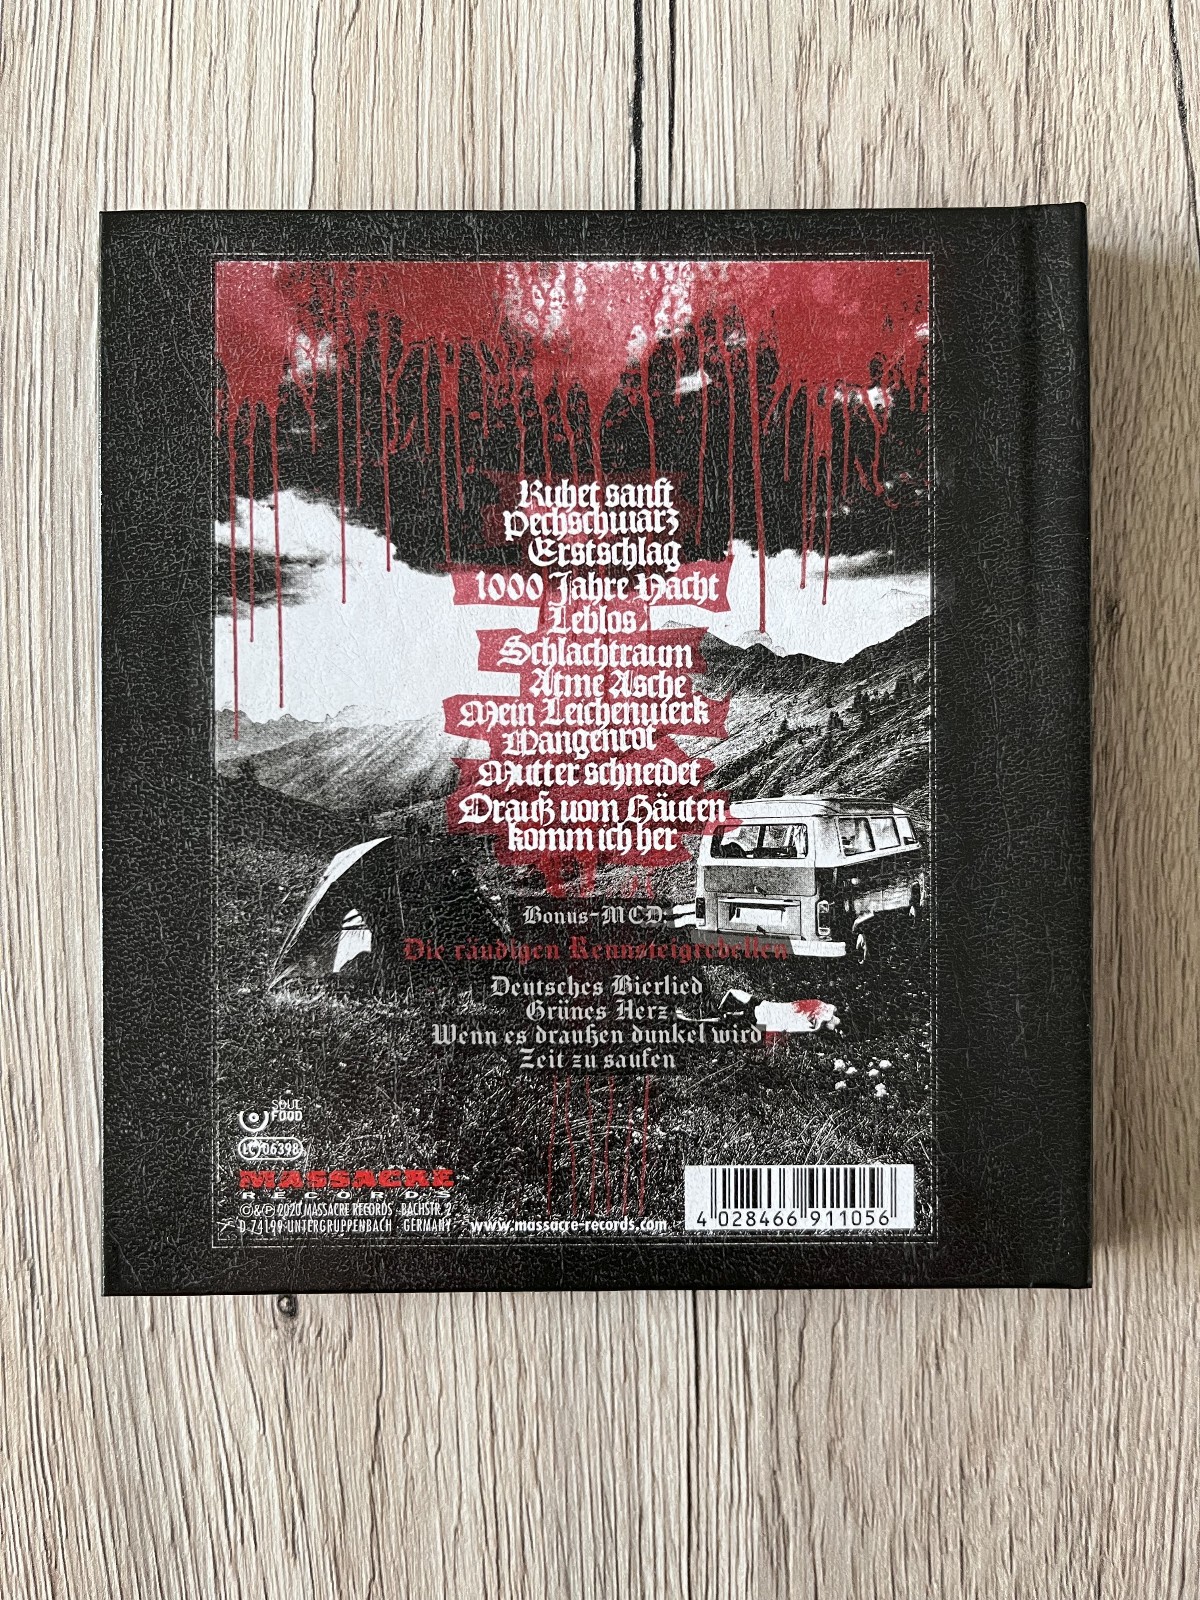 Ruhet sanft
Pechschwarz
Erstschlag
1000 Jahre Nacht
Leblos
Schlachtraum
Atme Asche
Mein Leichenwerk
Wangenrot
Mutter schneidet
Drauß vom Häuten
komm ich her
Bonus-MCD:
Die räudigen Rennsteigrebellen
Deutsches Bierlied
Grünes Herz
Wenn es draußen dunkel wird
Zeit zu saufen
SOUL
FOOD
LC 06398
MASSACRE
RECORDS
©&℗ 2020 MASSACRE RECORDS BACHSTR. 2
D 74199 UNTERGRUPPENBACH GERMANY www.massacre-records.com
4 028466 911056